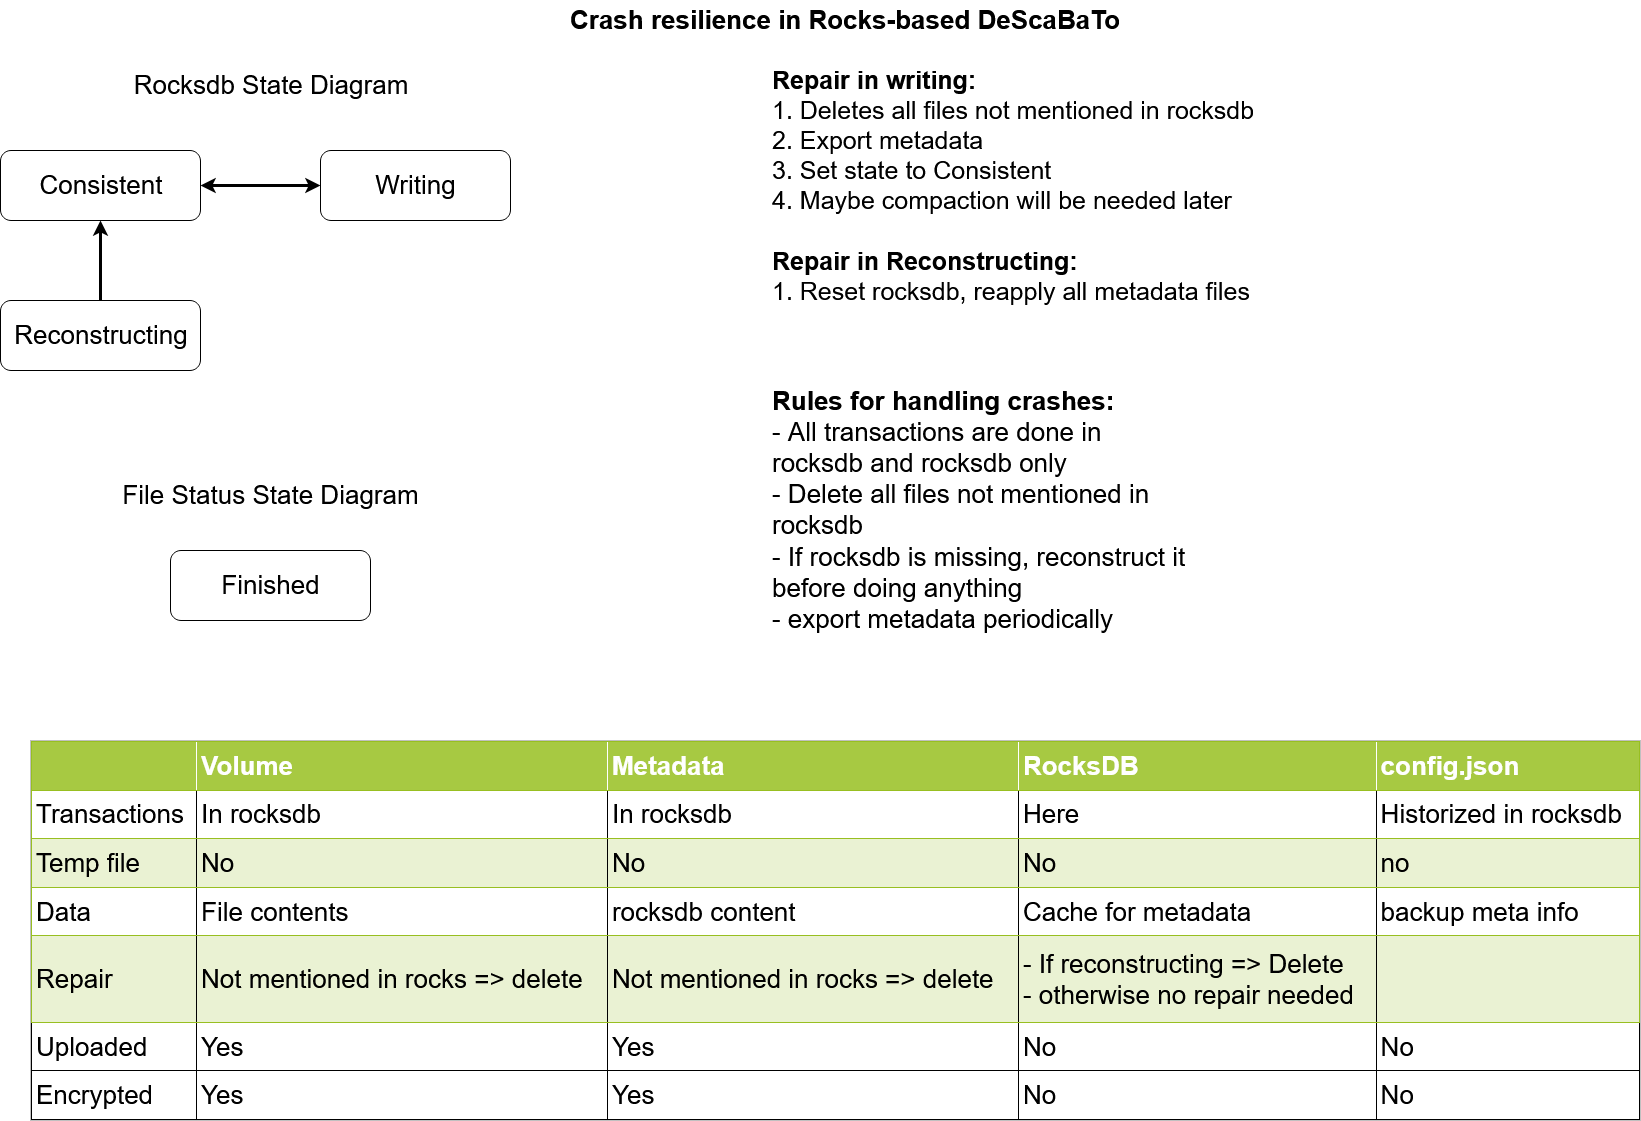 Crash resilience in Rocks-based DeScaBaTo
Rocksdb State Diagram
Consistent
Writing
Reconstructing
Repair in writing:
1. Deletes all files not mentioned in rocksdb
2. Export metadata
3. Set state to Consistent
4. Maybe compaction will be needed later
Repair in Reconstructing:
1. Reset rocksdb, reapply all metadata files
Rules for handling crashes:
- All transactions are done in
rocksdb and rocksdb only
- Delete all files not mentioned in
rocksdb
- If rocksdb is missing, reconstruct it
before doing anything
- export metadata periodically
File Status State Diagram
Finished
Volume Metadata RocksDB config.json
Transactions In rocksdb In rocksdb Here Historized in rocksdb
Temp file No No No no
Data File contents rocksdb content Cache for metadata backup meta info
Repair Not mentioned in rocks => delete Not mentioned in rocks => delete - If reconstructing => Delete
- otherwise no repair needed
Uploaded Yes Yes No No
Encrypted Yes Yes No No